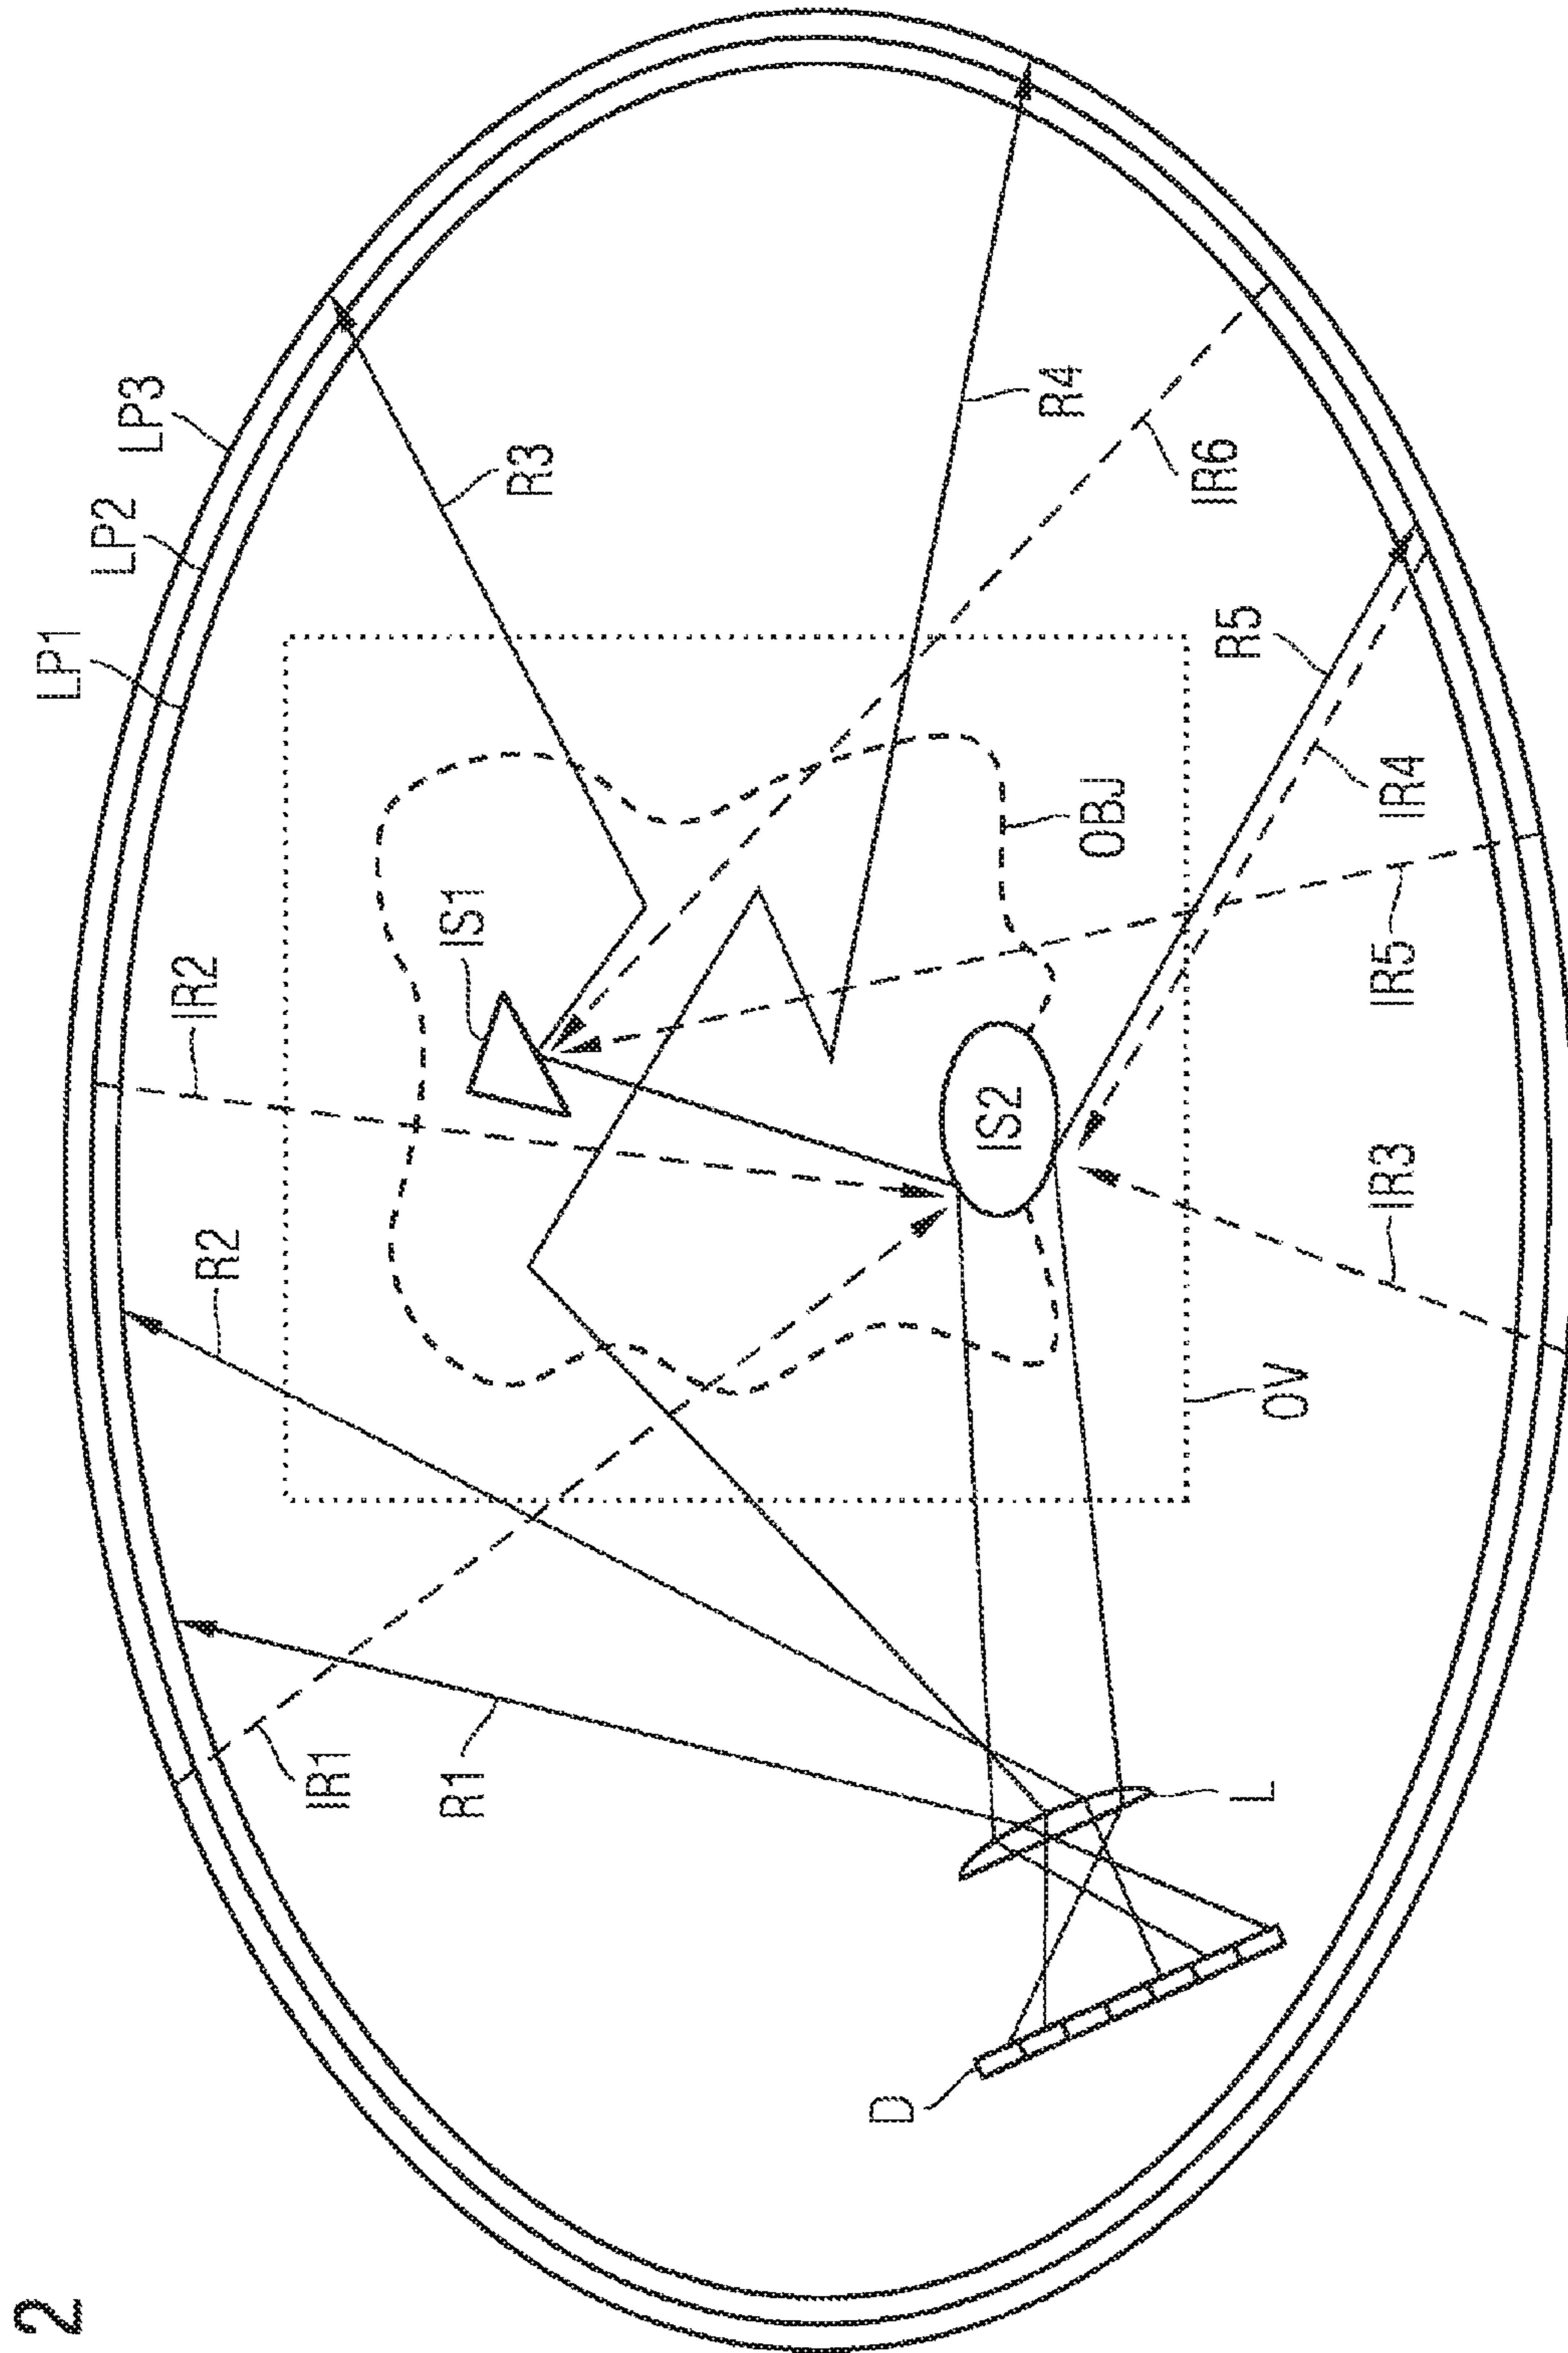 2
LP1
LP2
LP3
IR2
R2
IR1
R1
R3
IS1
R4
IR6
OBJ
IS2
R5
IR4
IR5
IR3
OV
L
D